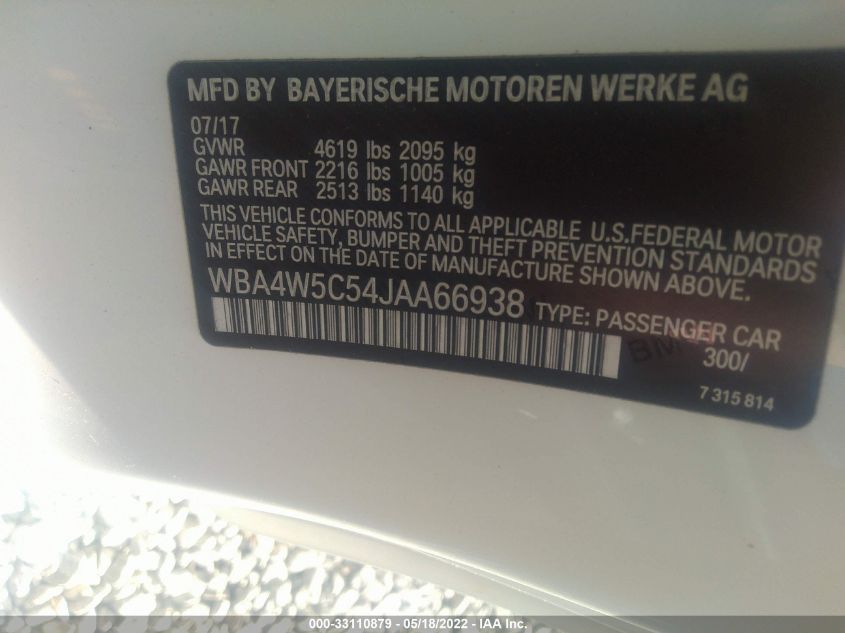 MFD BY BAYERISCHE MOTOREN WERKE AG
07/17
GVWR 4619 lbs 2095 kg
GAWR FRONT 2216 lbs 1005 kg
GAWR REAR 2513 lbs 1140 kg
THIS VEHICLE CONFORMS TO ALL APPLICABLE U.S.FEDERAL MOTOR
VEHICLE SAFETY, BUMPER AND THEFT PREVENTION STANDARDS
IN EFFECT ON THE DATE OF MANUFACTURE SHOWN ABOVE.
WBA4W5C54JAA66938 TYPE: PASSENGER CAR
BMW 300/
7 315 814
000-33110879 - 05/18/2022 - IAA Inc.